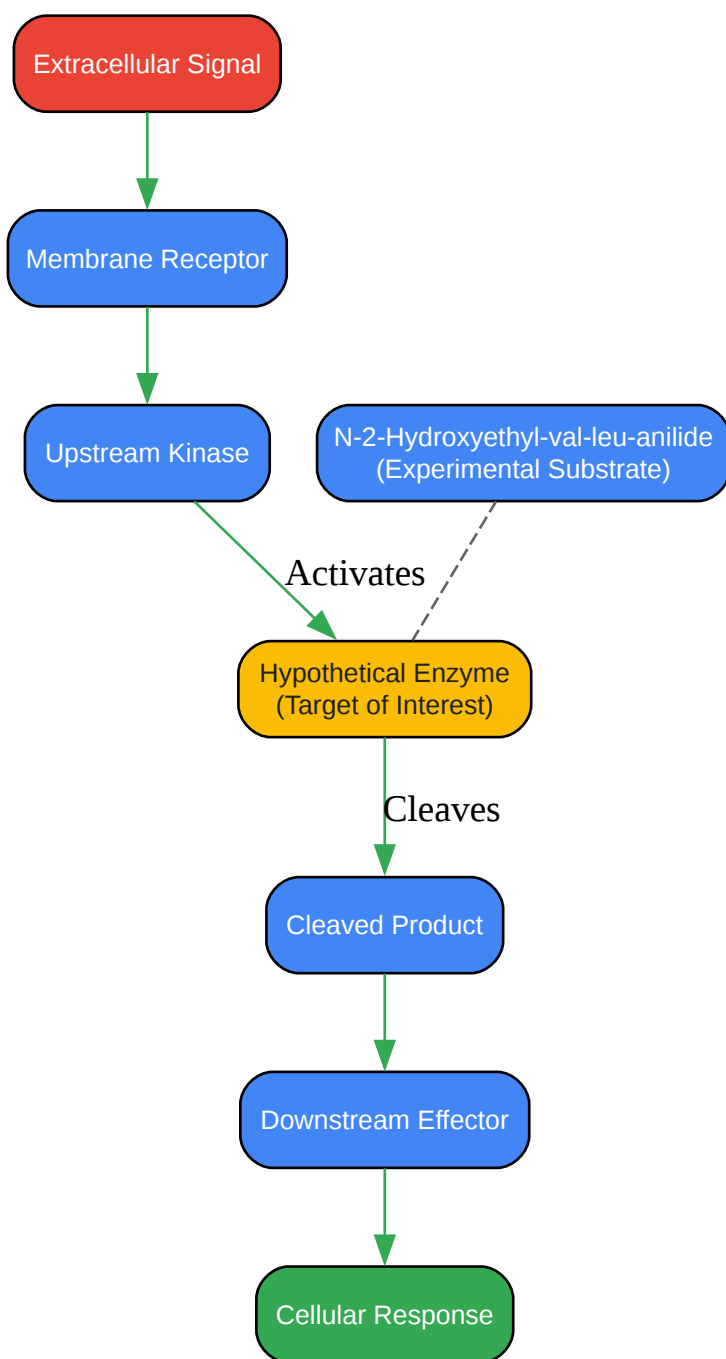 Extracellular Signal
Membrane Receptor
Upstream Kinase
N-2-Hydroxyethyl-val-leu-anilide
(Experimental Substrate)
Activates
Hypothetical Enzyme
(Target of Interest)
Cleaves
Cleaved Product
Downstream Effector
Cellular Response